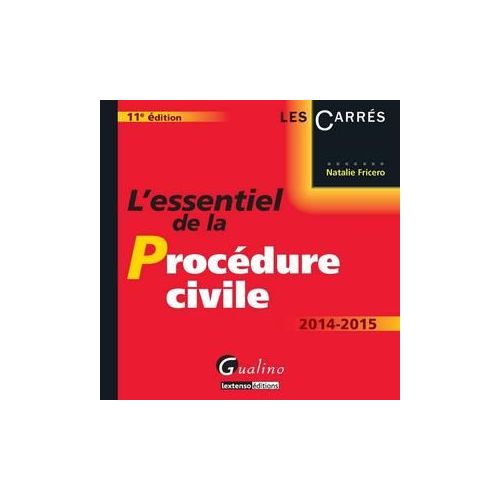 11e édition
LES CARRÉS
Natalie Fricero
L'essentiel
de la
Procédure
civile
2014-2015
Gualino
lextenso éditions